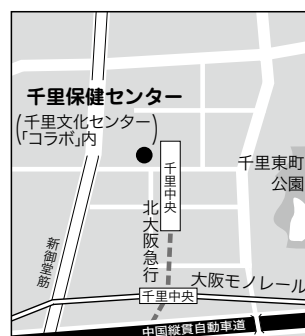 千里保健センター
(千里文化センター
「コラボ」内)
千里中央
千里東町
公園
北大阪急行
新御堂筋
大阪モノレール
千里中央
中国縦貫自動車道